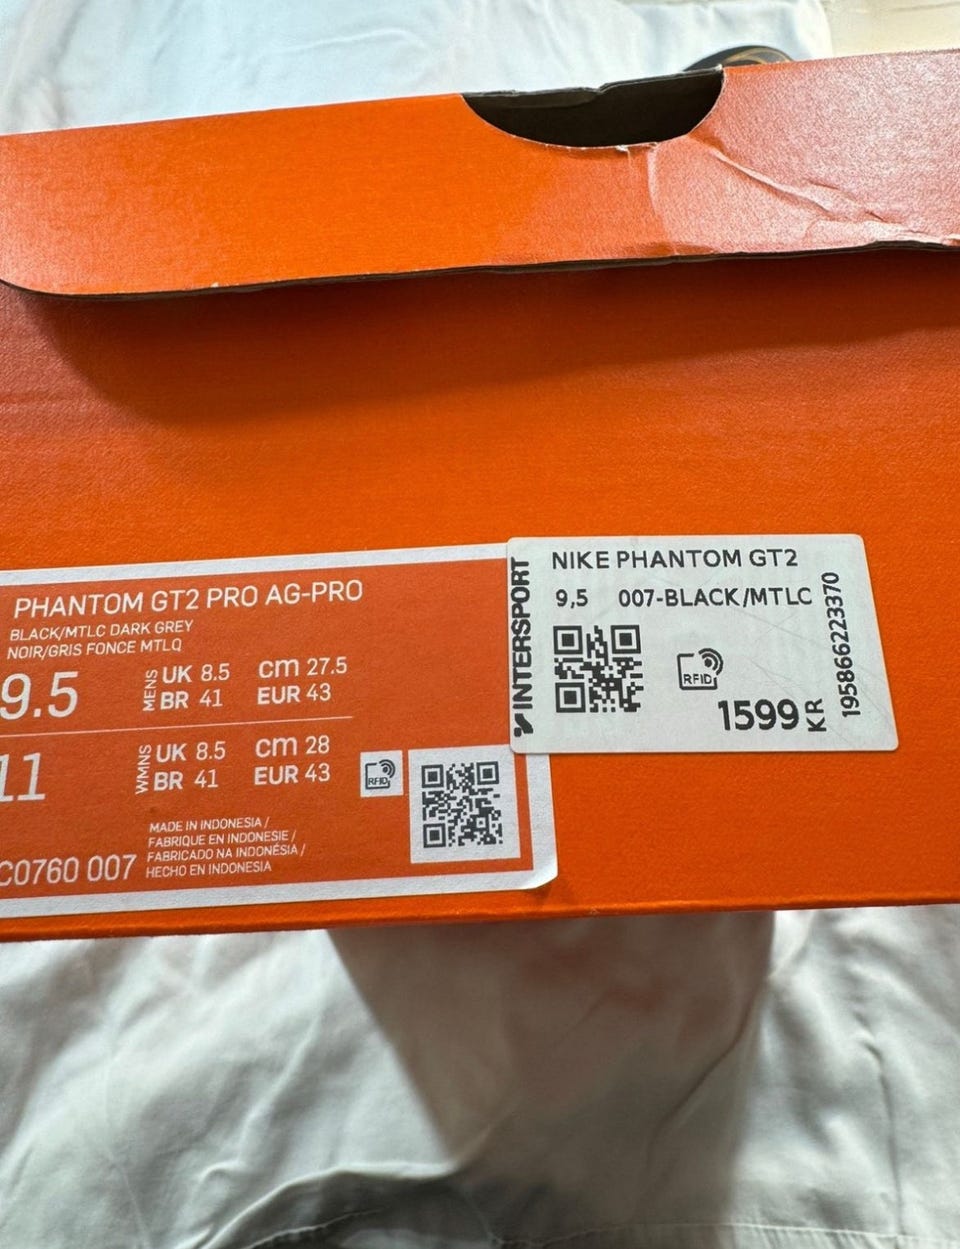 PHANTOM GT2 PRO AG-PRO
BLACK/MTLC DARK GREY
NOIR/GRIS FONCE MTLQ
9.5
MENS
UK 8.5 cm 27.5
BR 41 EUR 43
11
WMNS
UK 8.5 cm 28
BR 41 EUR 43
RFID
MADE IN INDONESIA /
FABRIQUE EN INDONESIE /
FABRICADO NA INDONÉSIA /
HECHO EN INDONESIA
C0760 007
INTERSPORT
NIKE PHANTOM GT2
9,5 007-BLACK/MTLC
RFID
1599 KR
195866223370